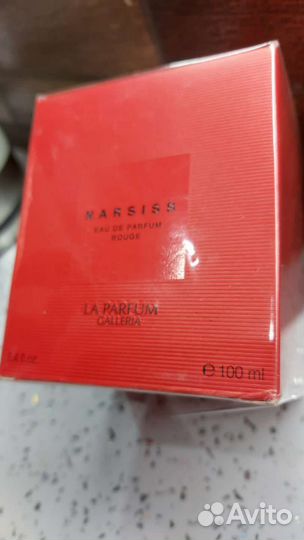 NARSISS
EAU DE PARFUM
ROUGE
LA PARFUM
GALLERIA
3,4 fl.oz
℮ 100 ml
Avito